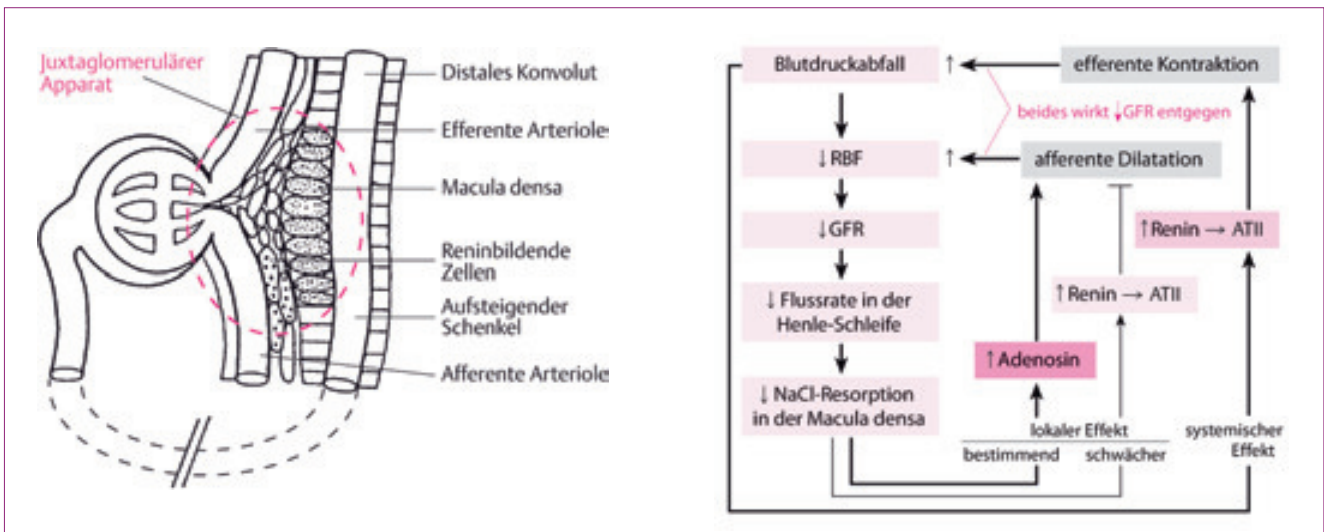 Juxtaglomerulärer
Apparat
Distales Konvolut
Efferente Arteriole
Macula densa
Reninbildende
Zellen
Aufsteigender
Schenkel
Afferente Arteriole
Blutdruckabfall
↑
efferente Kontraktion
beides wirkt ↓GFR entgegen
↓RBF
↑
afferente Dilatation
↓GFR
↑Renin → ATII
↓Flussrate in der
Henle-Schleife
↑Renin → ATII
↑Adenosin
↓NaCl-Resorption
in der Macula densa
lokaler Effekt
bestimmend
schwächer
systemischer
Effekt